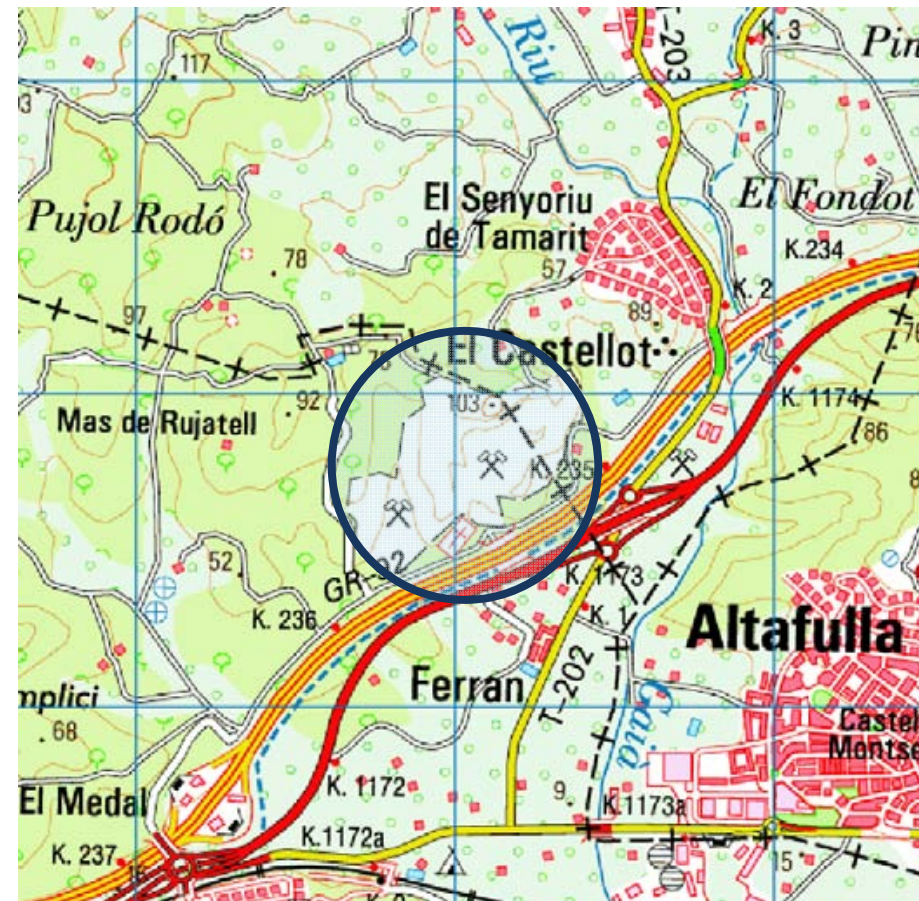 K. 3
Pin
117
T-203
Riu
El Senyoriu
de Tamarit
El Fondot
Pujol Rodó
K.234
78
57
K. 2
97
89
El Castellot
103
92
K. 1174
Mas de Rujatell
86
K. 235
52
GR-92
K. 1173
K. 236
K. 1
Altafulla
Ferran
T-202
Gaià
mplici
68
Castel
Montse
El Medal
K. 1172
9
K.1173a
K.1172a
K. 237
15